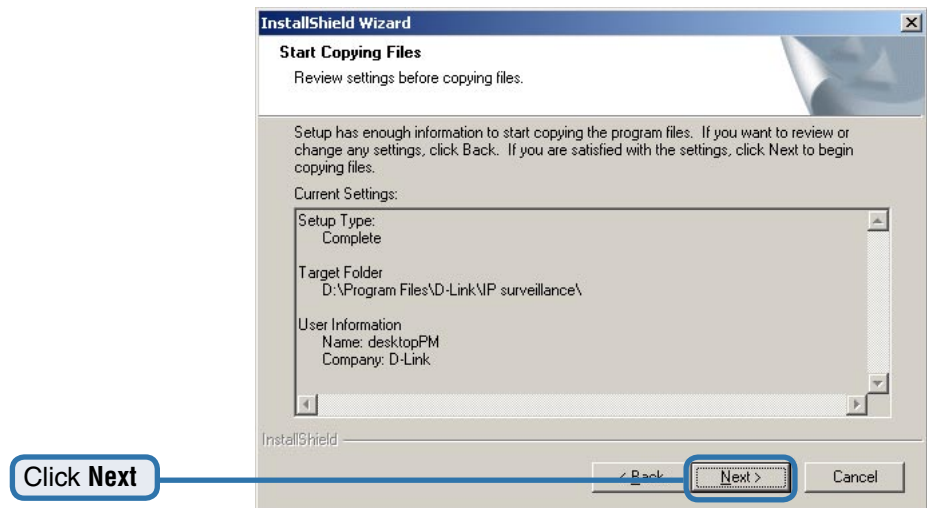 InstallShield Wizard
Start Copying Files
Review settings before copying files.
Setup has enough information to start copying the program files. If you want to review or
change any settings, click Back. If you are satisfied with the settings, click Next to begin
copying files.
Current Settings:
Setup Type:
Complete
Target Folder
D:\Program Files\D-Link\IP surveillance\
User Information
Name: desktopPM
Company: D-Link
InstallShield
Click Next
< Back
Next >
Cancel